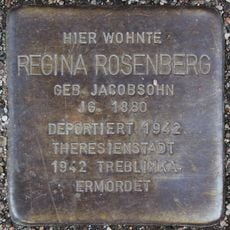 HIER WOHNTE
REGINA ROSENBERG
GEB. JACOBSOHN
JG. 1880
DEPORTIERT 1942
THERESIENSTADT
1942 TREBLINKA
ERMORDET